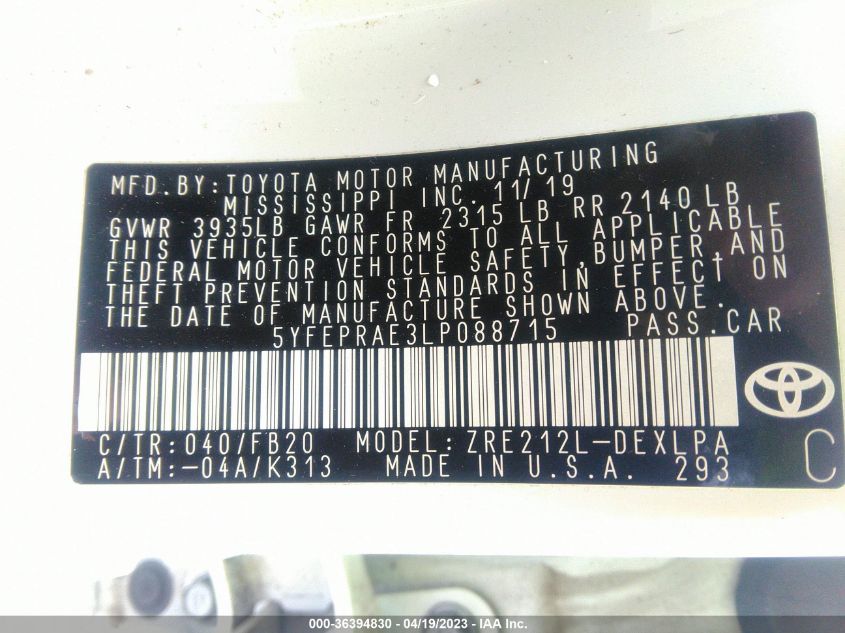 MFD.BY:TOYOTA MOTOR MANUFACTURING
MISSISSIPPI INC. 11/19
GVWR 3935LB GAWR FR 2315 LB RR 2140 LB
THIS VEHICLE CONFORMS TO ALL APPLICABLE
FEDERAL MOTOR VEHICLE SAFETY,BUMPER,AND
THEFT PREVENTION STANDARDS IN EFFECT ON
THE DATE OF MANUFACTURE SHOWN ABOVE.
5YFEPRAE3LP088715 PASS.CAR
C/TR:040/FB20 MODEL:ZRE212L-DEXLPA
A/TM:-04A/K313 MADE IN U.S.A. 293
C
000-36394830 - 04/19/2023 - IAA Inc.